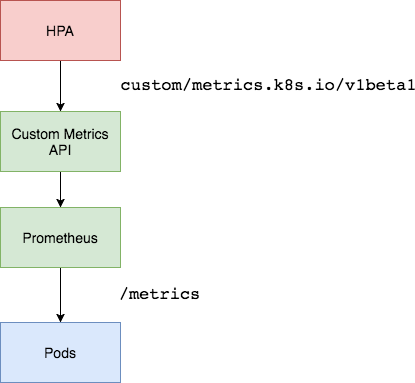 HPA
custom/metrics.k8s.io/v1beta1
Custom Metrics
API
Prometheus
/metrics
Pods